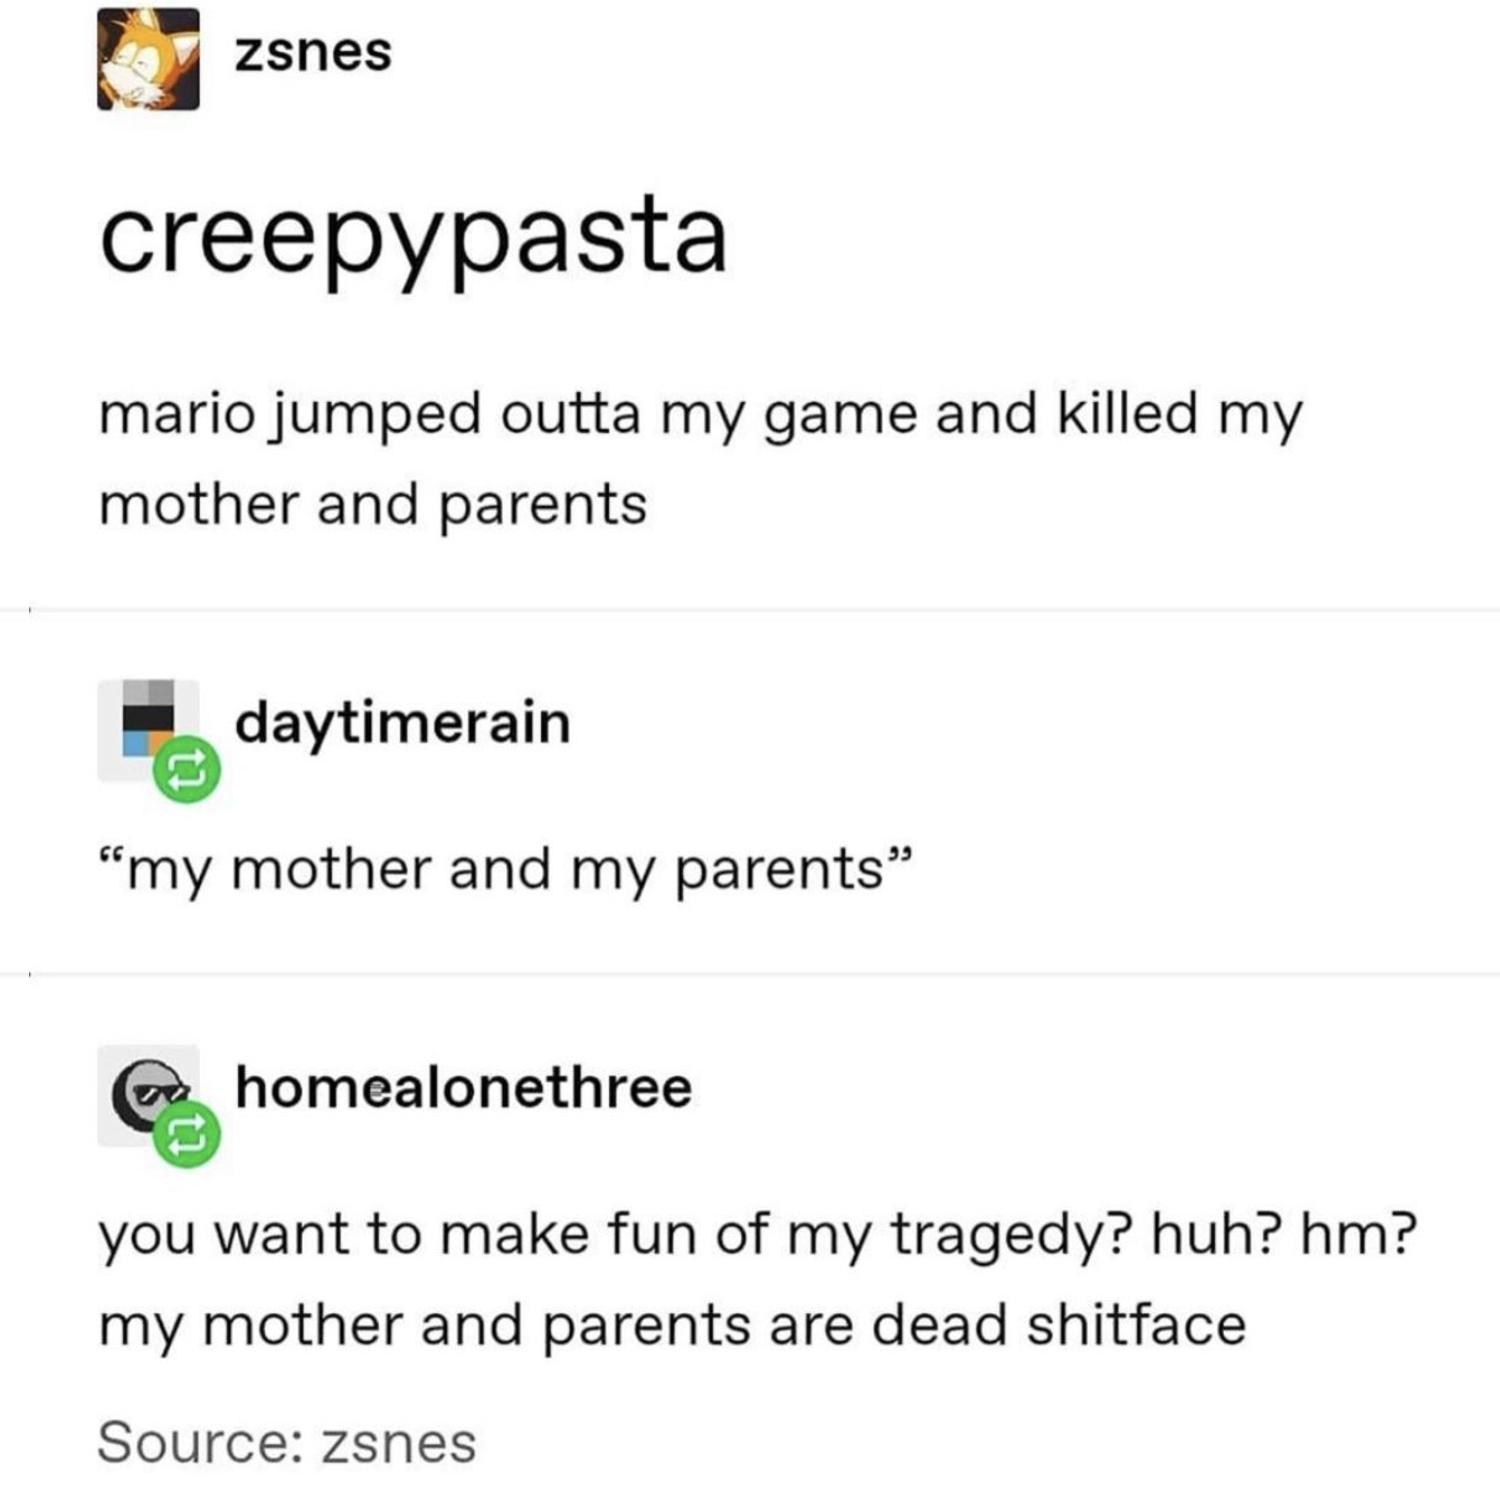 zsnes
creepypasta
mario jumped outta my game and killed my
mother and parents
daytimerain
“my mother and my parents”
homealonethree
you want to make fun of my tragedy? huh? hm?
my mother and parents are dead shitface
Source: zsnes